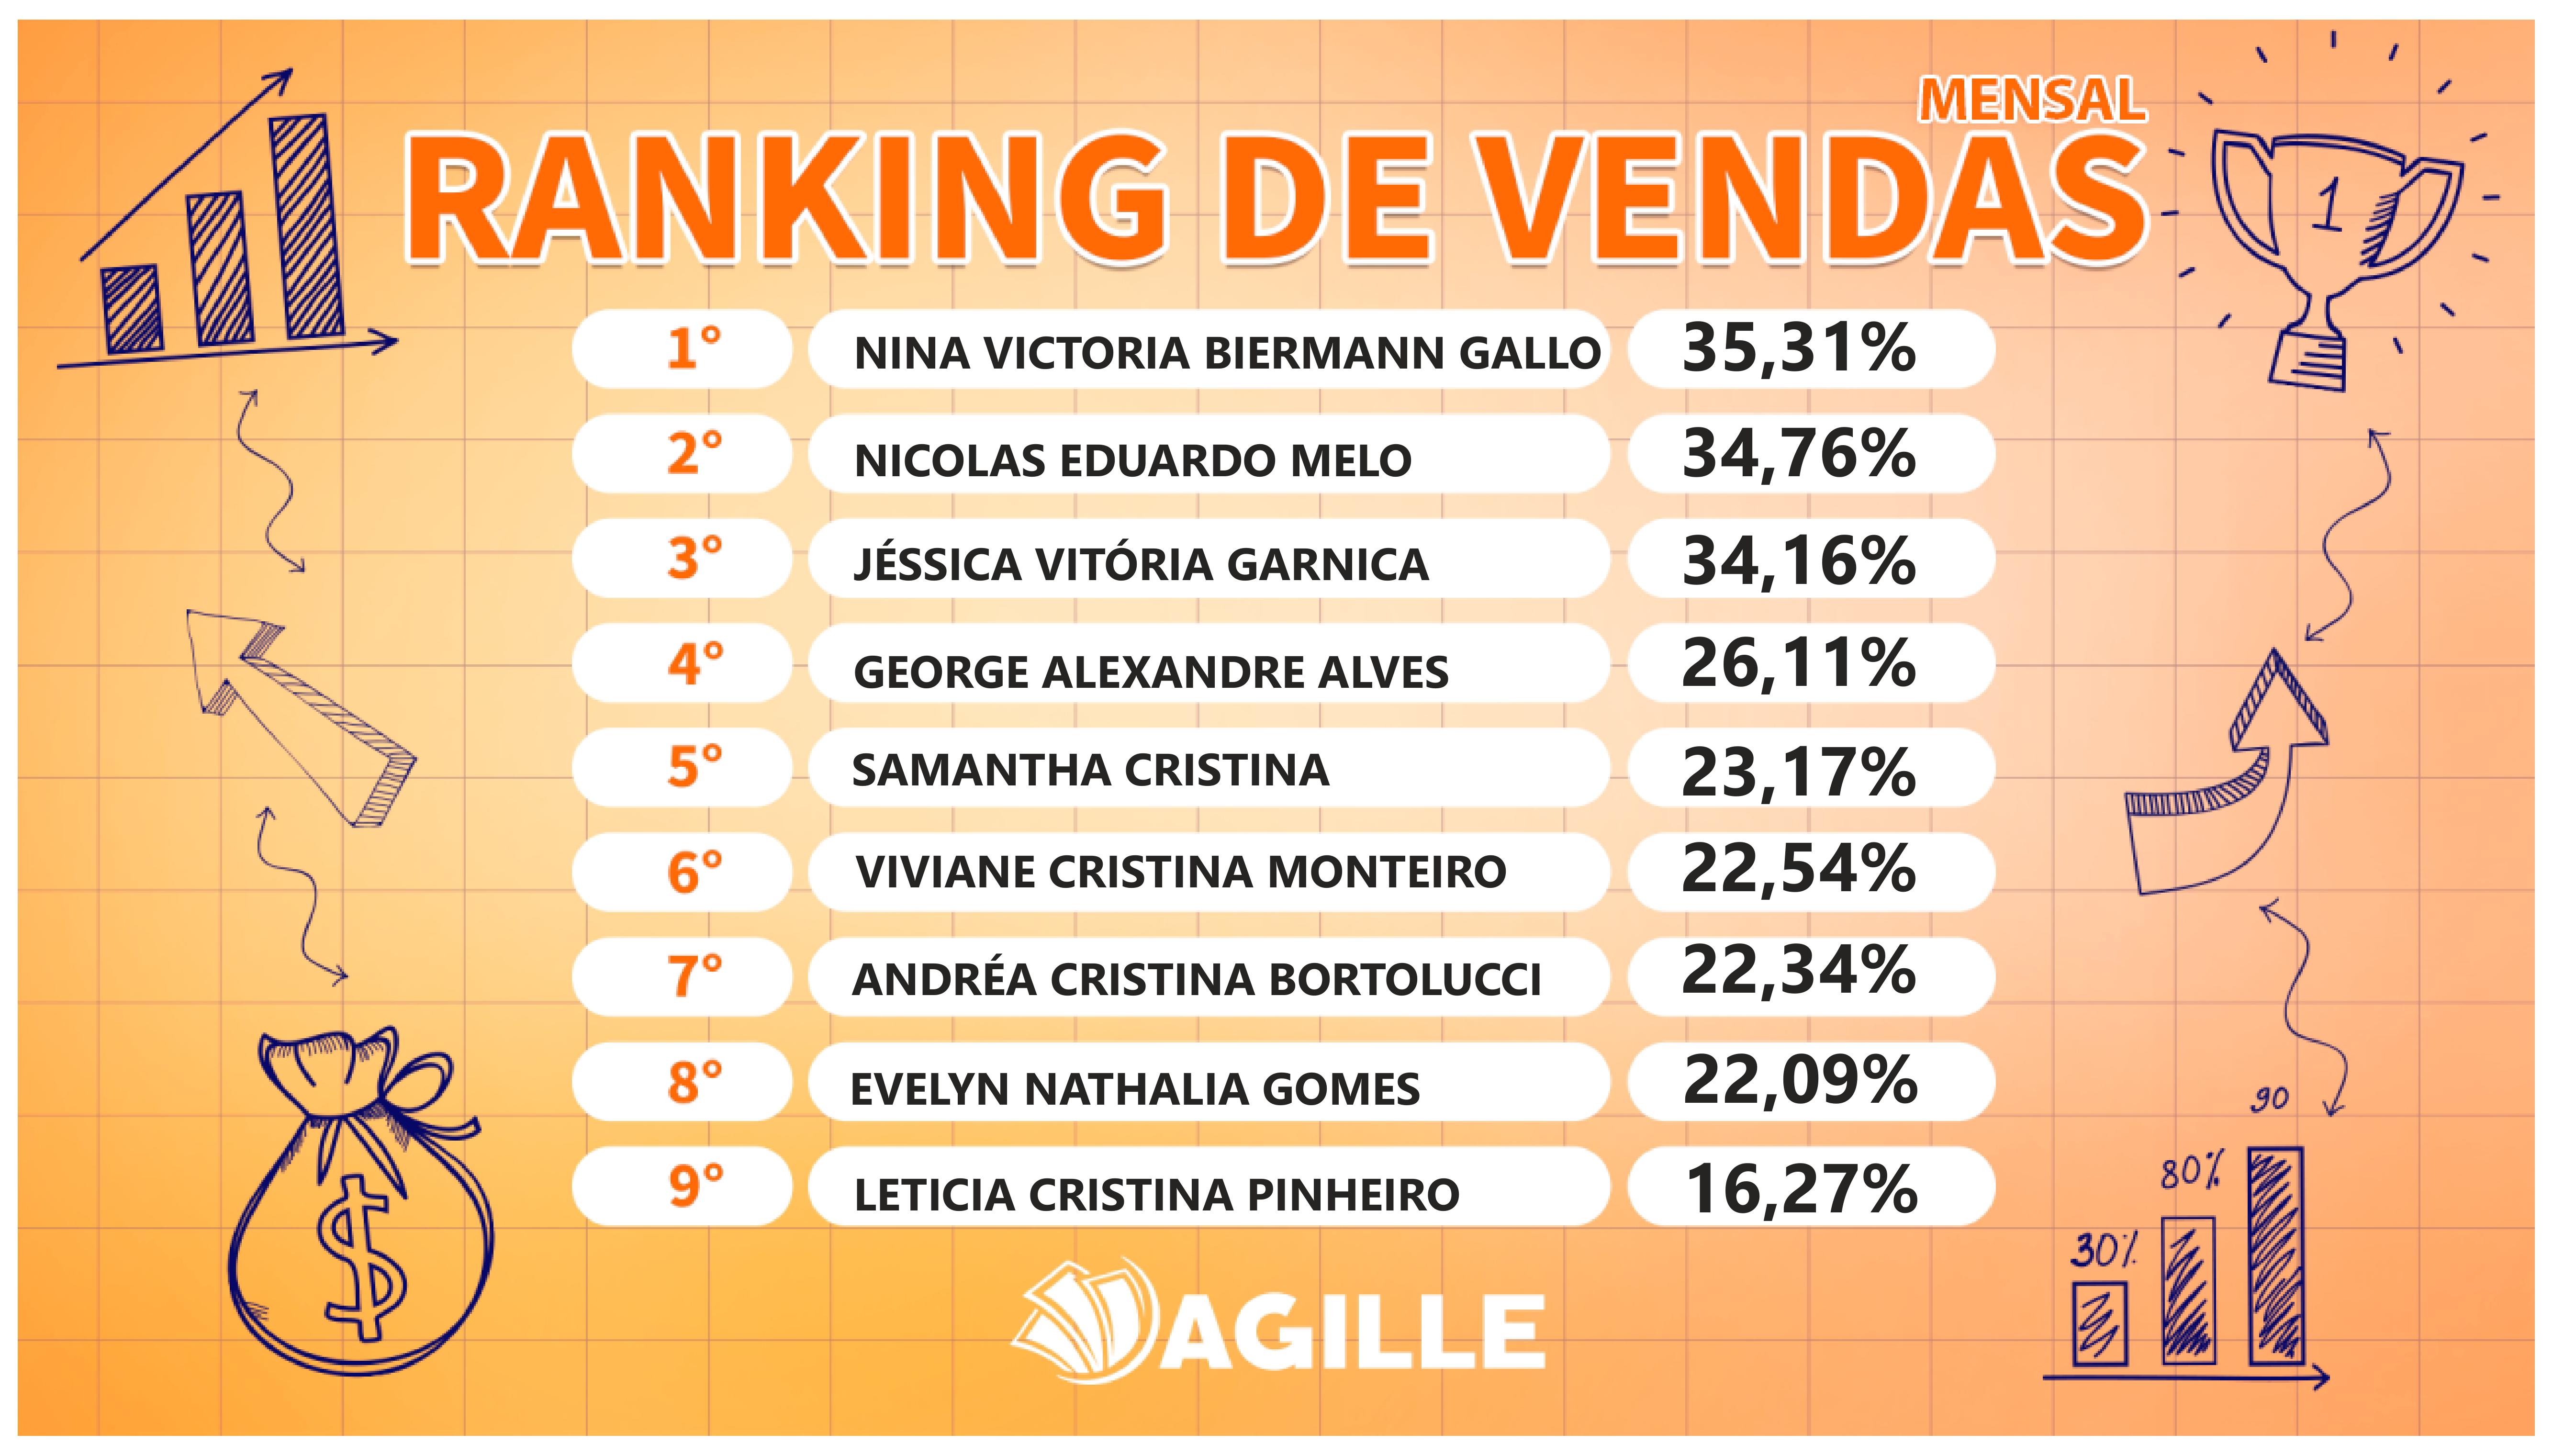 MENSAL
RANKING DE VENDAS
1
1° NINA VICTORIA BIERMANN GALLO 35,31%
2° NICOLAS EDUARDO MELO 34,76%
3° JÉSSICA VITÓRIA GARNICA 34,16%
4° GEORGE ALEXANDRE ALVES 26,11%
5° SAMANTHA CRISTINA 23,17%
6° VIVIANE CRISTINA MONTEIRO 22,54%
7° ANDRÉA CRISTINA BORTOLUCCI 22,34%
8° EVELYN NATHALIA GOMES 22,09%
9° LETICIA CRISTINA PINHEIRO 16,27%
$
90
80%
30%
AGILLE